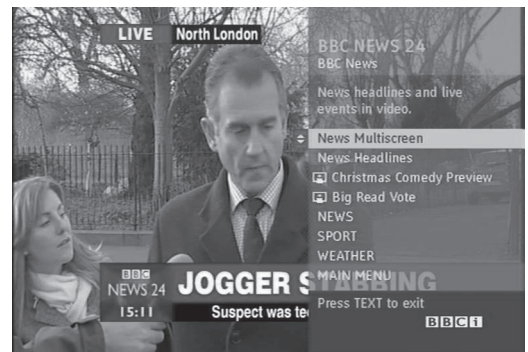 LIVE North London
BBC NEWS 24
BBC News
News headlines and live
events in video.
News Multiscreen
News Headlines
Christmas Comedy Preview
Big Read Vote
NEWS
SPORT
WEATHER
MAIN MENU
Press TEXT to exit
BBCi
BBC
NEWS 24
15:11
JOGGER STABBING
Suspect was